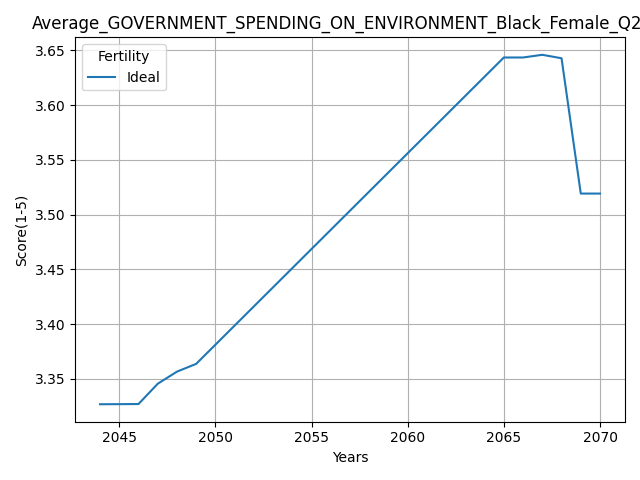 Average_GOVERNMENT_SPENDING_ON_ENVIRONMENT_Black_Female_Q2
Fertility
Ideal
3.65
3.60
3.55
3.50
3.45
3.40
3.35
Score(1-5)
2045 2050 2055 2060 2065 2070
Years